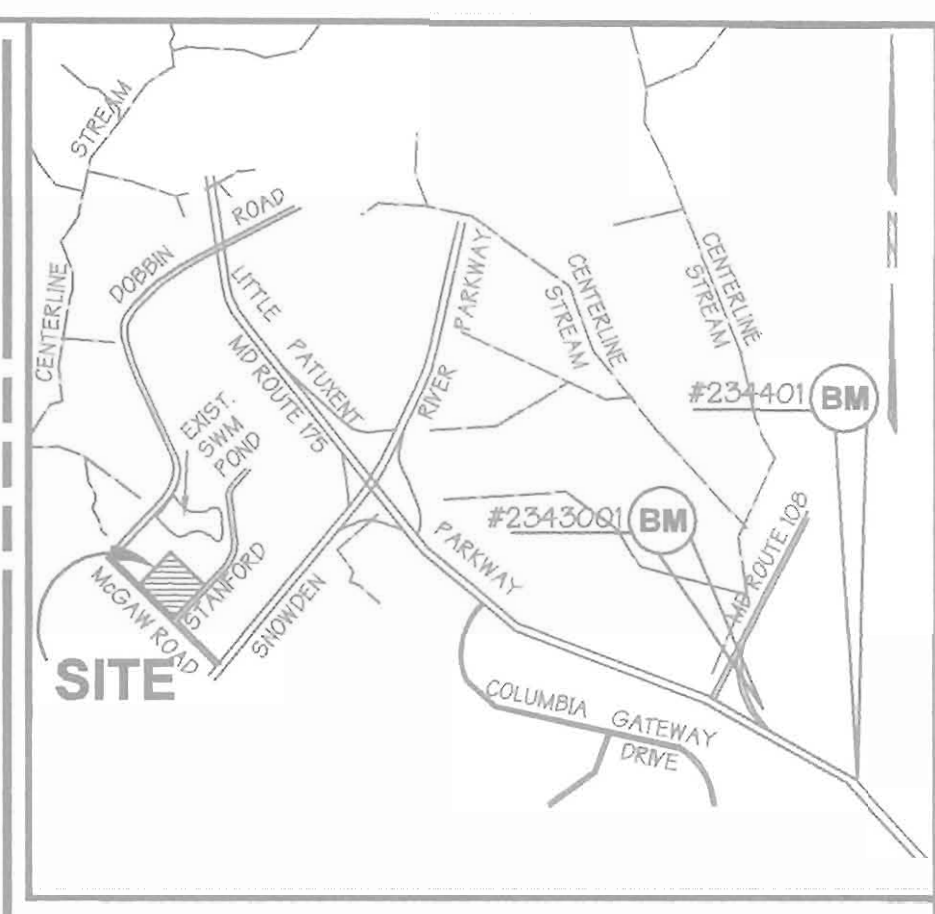 STREAM
CENTERLINE
DOBBIN
ROAD
LITTLE
PATUXENT
MD ROUTE 175
RIVER
PARKWAY
CENTERLINE
STREAM
CENTERLINE
STREAM
N
#234401
BM
EXIST.
SWM
POND
#2343001
BM
PARKWAY
MD ROUTE 108
STANFORD
McGAW ROAD
SNOWDEN
SITE
COLUMBIA
GATEWAY
DRIVE